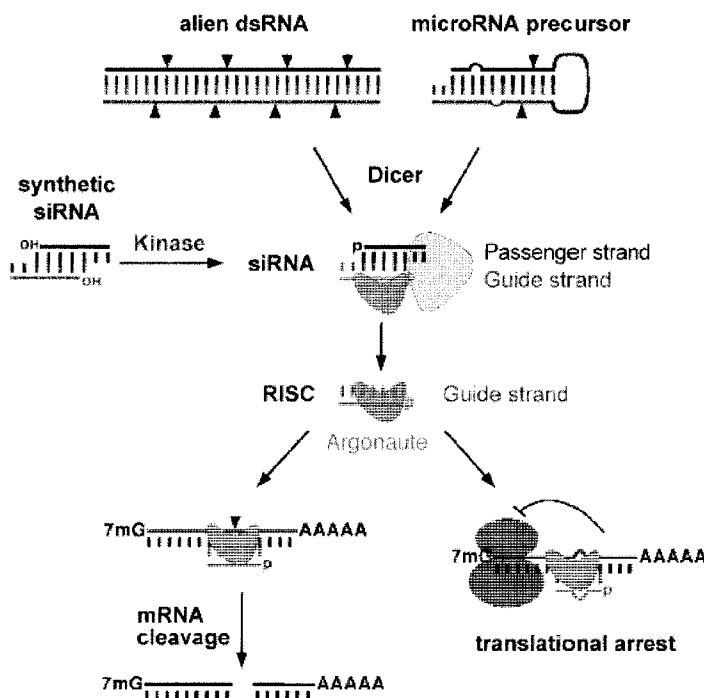 alien dsRNA
microRNA precursor
Dicer
synthetic
siRNA
OH
OH
Kinase
siRNA
p
Passenger strand
Guide strand
RISC
Guide strand
Argonaute
7mG
AAAAA
p
7mG
AAAAA
p
mRNA
cleavage
translational arrest
7mG
AAAAA